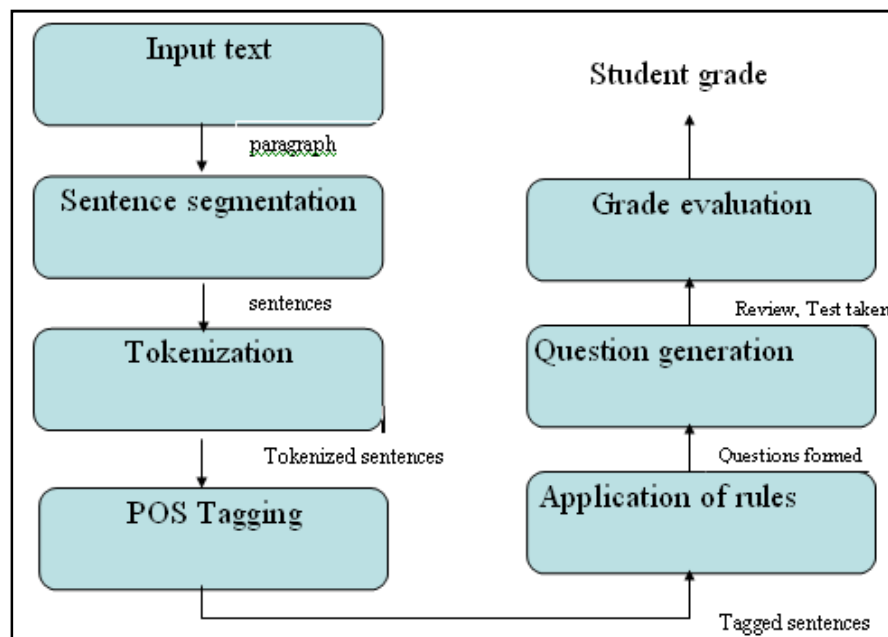 Input text
paragraph
Sentence segmentation
sentences
Tokenization
Tokenized sentences
POS Tagging
Tagged sentences
Application of rules
Questions formed
Question generation
Review, Test taken
Grade evaluation
Student grade